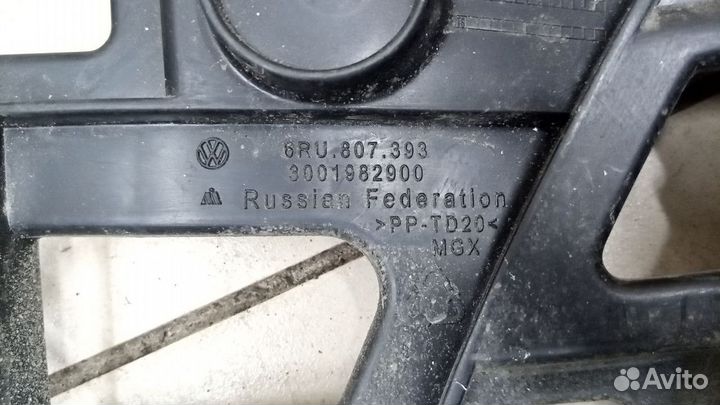 6RU.807.393
3001982900
Russian Federation
>PP-TD20<
MGX
Avito